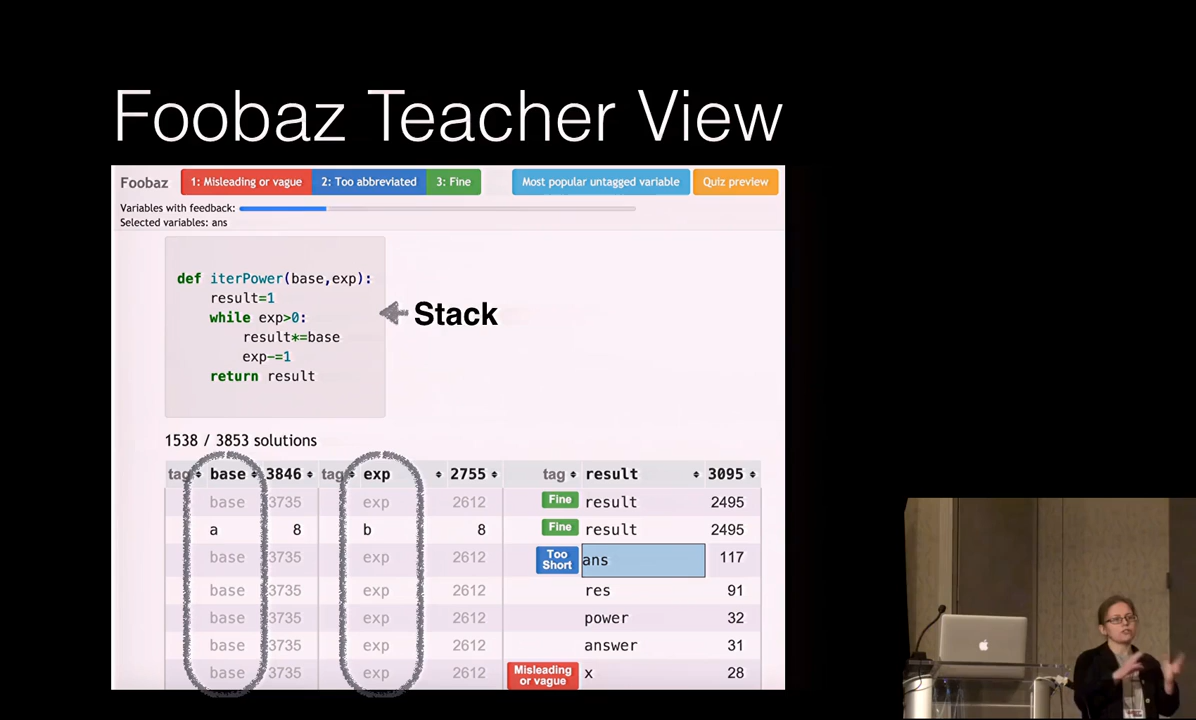 Foobaz Teacher View
Foobaz 1: Misleading or vague 2: Too abbreviated 3: Fine Most popular untagged variable Quiz preview
Variables with feedback:
Selected variables: ans
def iterPower(base,exp):
result=1
while exp>0:
result*=base
exp-=1
return result
Stack
1538 / 3853 solutions
tag base 3846 tag exp 2755 tag result 3095
base 3735 exp 2612 Fine result 2495
a 8 b 8 Fine result 2495
base 3735 exp 2612 Too Short ans 117
base 3735 exp 2612 res 91
base 3735 exp 2612 power 32
base 3735 exp 2612 answer 31
base 3735 exp 2612 Misleading or vague x 28